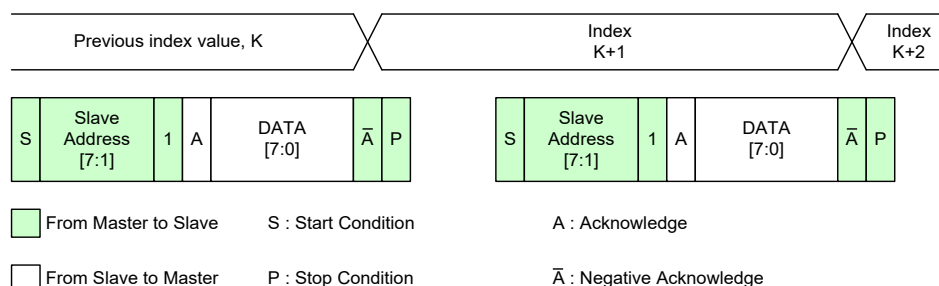 Previous index value, K
Index
K+1
Index
K+2
S
Slave
Address
[7:1]
1
A
DATA
[7:0]
A̅
P
S
Slave
Address
[7:1]
1
A
DATA
[7:0]
A̅
P
From Master to Slave
S : Start Condition
A : Acknowledge
From Slave to Master
P : Stop Condition
A̅ : Negative Acknowledge